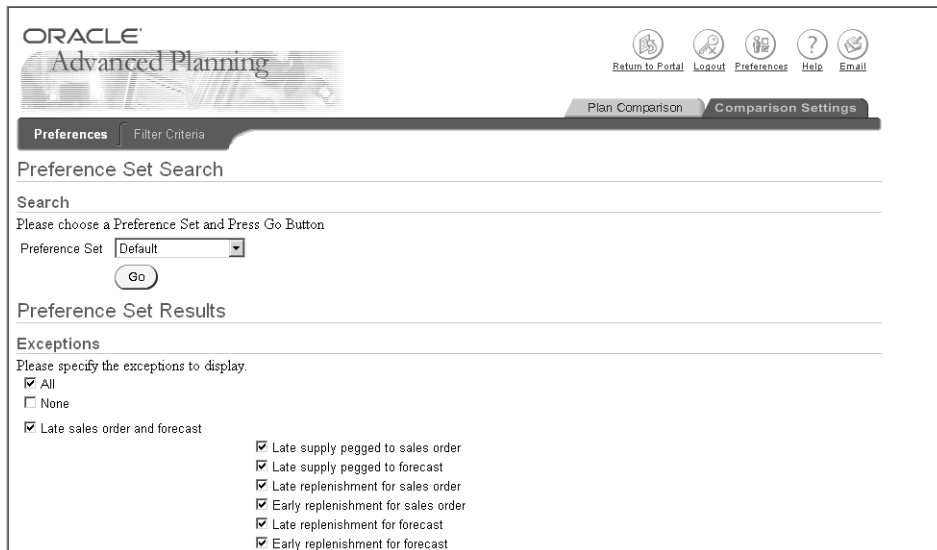 ORACLE
Advanced Planning
Return to Portal Logout Preferences Help Email
Plan Comparison Comparison Settings
Preferences Filter Criteria
Preference Set Search
Search
Please choose a Preference Set and Press Go Button
Preference Set Default
Go
Preference Set Results
Exceptions
Please specify the exceptions to display.
All
None
Late sales order and forecast
Late supply pegged to sales order
Late supply pegged to forecast
Late replenishment for sales order
Early replenishment for sales order
Late replenishment for forecast
Early replenishment for forecast